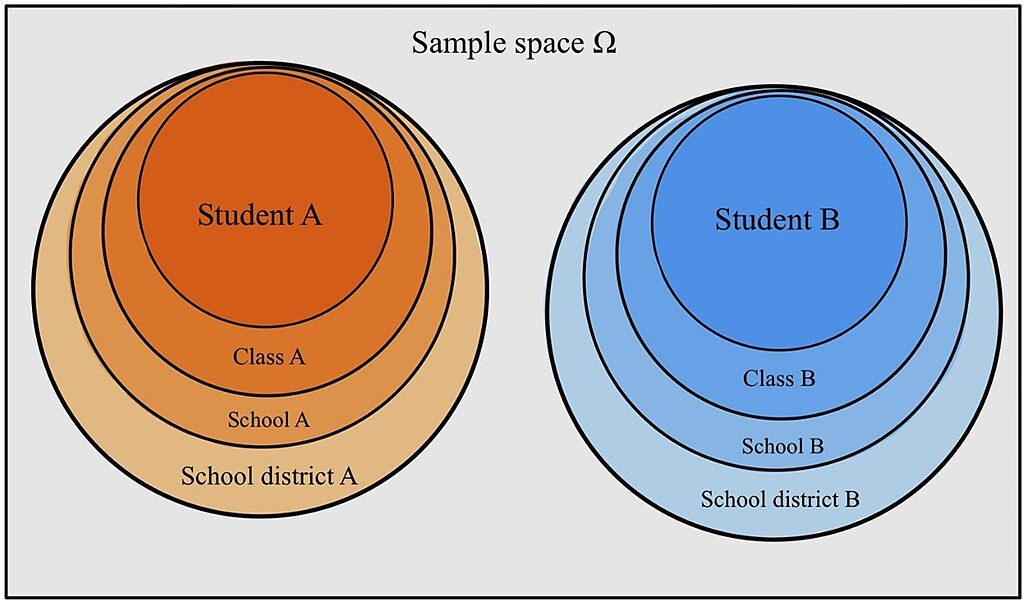 Sample space Ω
Student A
Class A
School A
School district A
Student B
Class B
School B
School district B